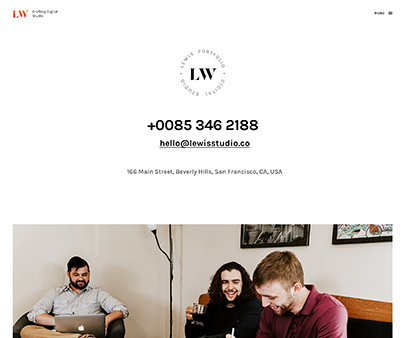 LW Crafting Digital
Studio
MENU
LEWIS PORTFOLIO • DIGITAL STUDIO •
LW
+0085 346 2188
hello@lewisstudio.co
166 Main Street, Beverly Hills, San Francisco, CA, USA